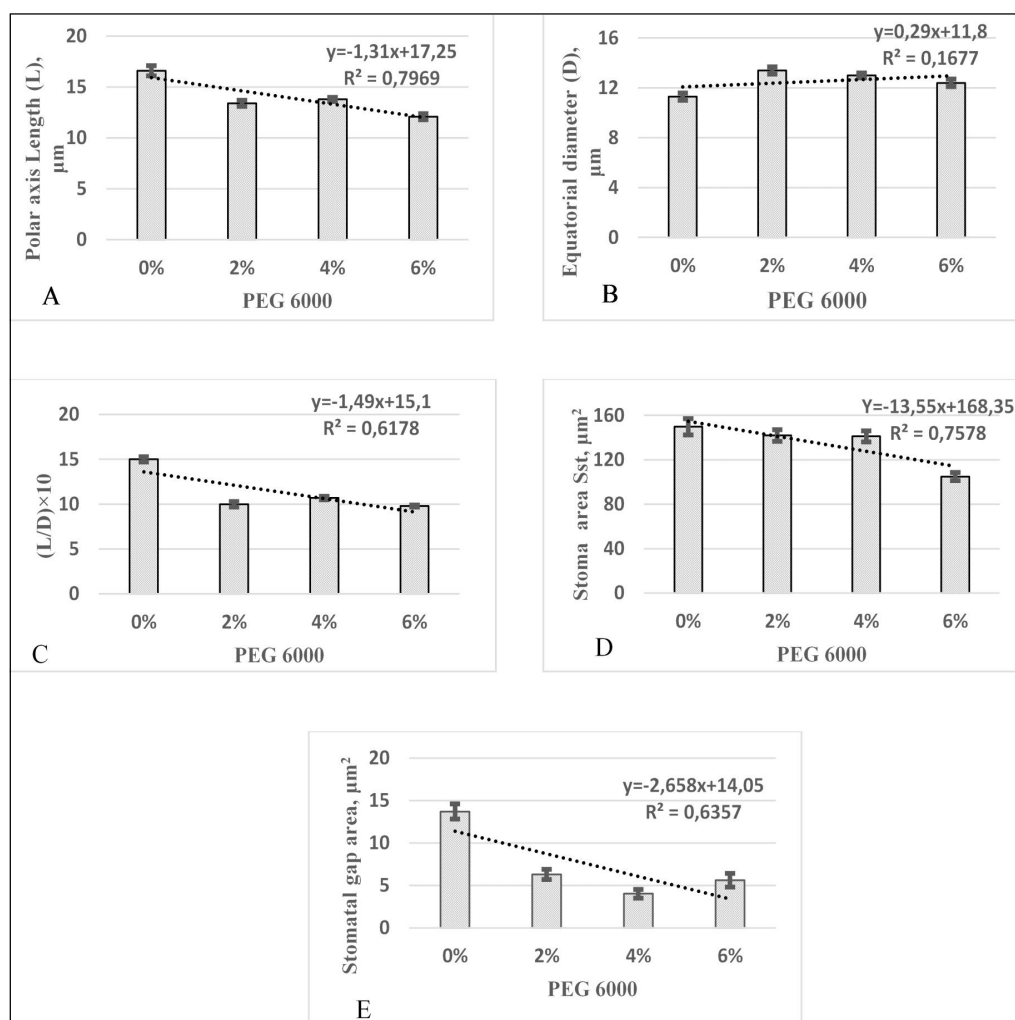 20
15
10
5
0
Polar axis Length (L),
µm
y=-1,31x+17,25
R² = 0,7969
0%
2%
4%
6%
A
PEG 6000
16
12
8
4
0
Equatorial diameter (D),
µm
y=0,29x+11,8
R² = 0,1677
0%
2%
4%
6%
B
PEG 6000
20
15
10
5
0
(L/D)×10
y=-1,49x+15,1
R² = 0,6178
0%
2%
4%
6%
C
PEG 6000
160
120
80
40
0
Stoma area Sst, µm²
Y=-13,55x+168,35
R² = 0,7578
0%
2%
4%
6%
D
PEG 6000
20
15
10
5
0
Stomatal gap area, µm²
y=-2,658x+14,05
R² = 0,6357
0%
2%
4%
6%
E
PEG 6000